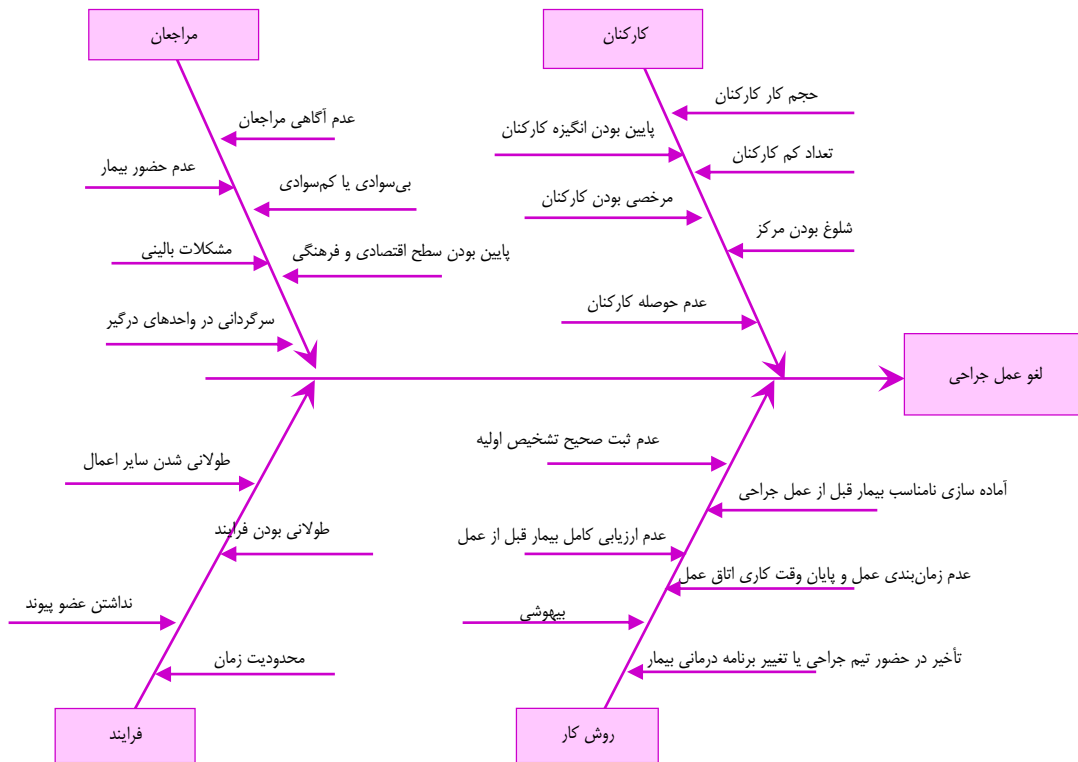 کارکنان
حجم کار کارکنان
پایین بودن انگیزه کارکنان
تعداد کم کارکنان
مرخصی بودن کارکنان
شلوغ بودن مرکز
عدم حوصله کارکنان
مراجعان
عدم آگاهی مراجعان
عدم حضور بیمار
بی‌سوادی یا کم‌سوادی
مشکلات بالینی
پایین بودن سطح اقتصادی و فرهنگی
سرگردانی در واحدهای درگیر
لغو عمل جراحی
عدم ثبت صحیح تشخیص اولیه
آماده سازی نامناسب بیمار قبل از عمل جراحی
عدم ارزیابی کامل بیمار قبل از عمل
عدم زمان‌بندی عمل و پایان وقت کاری اتاق عمل
بیهوشی
تأخیر در حضور تیم جراحی یا تغییر برنامه درمانی بیمار
روش کار
طولانی شدن سایر اعمال
طولانی بودن فرایند
نداشتن عضو پیوند
محدودیت زمان
فرایند